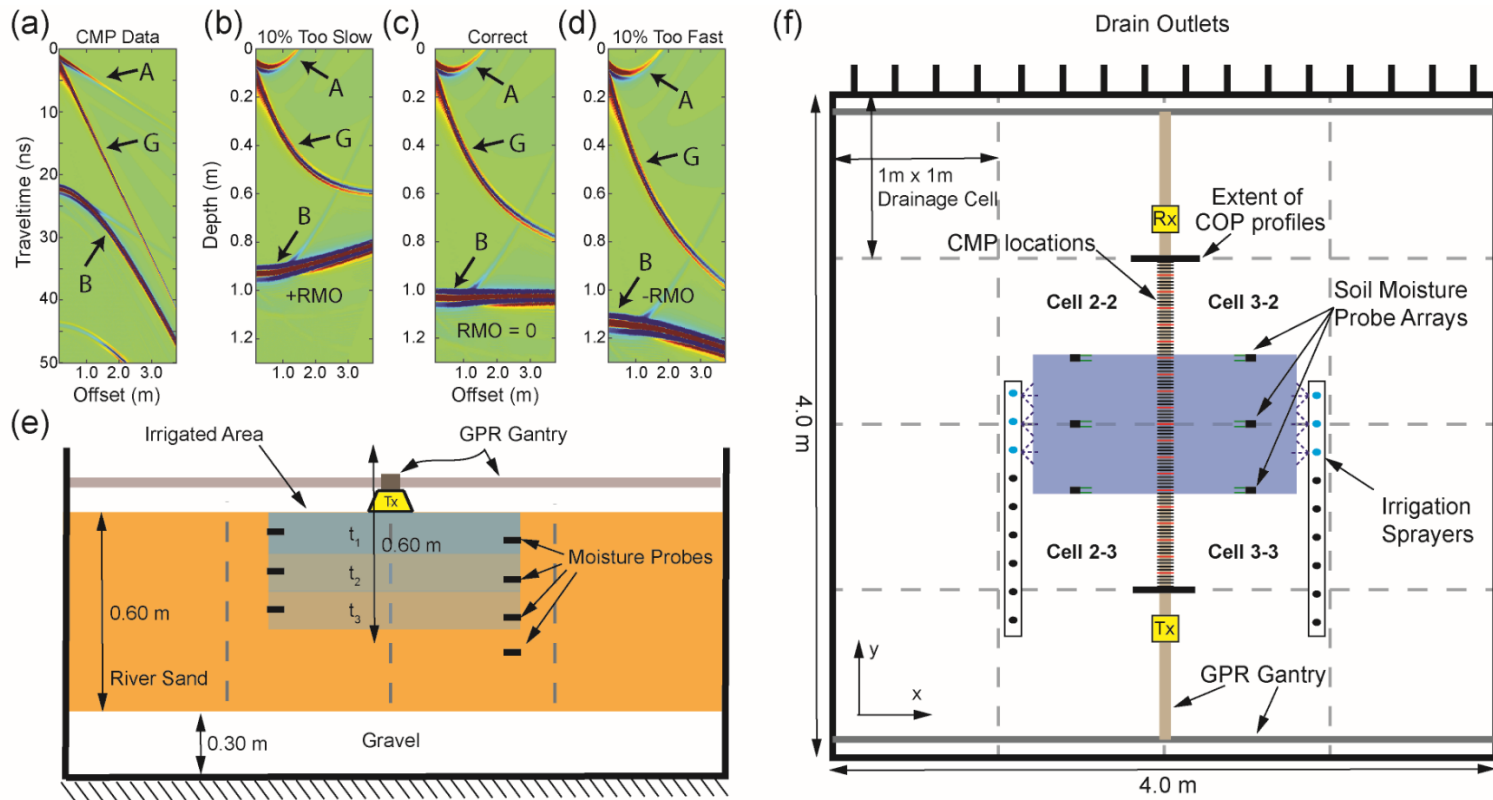 (a)
CMP Data
A
G
B
0
10
20
30
40
50
Traveltime (ns)
1.0 2.0 3.0
Offset (m)
(b)
10% Too Slow
A
G
B
+RMO
0
0.2
0.4
0.6
0.8
1.0
1.2
Depth (m)
1.0 2.0 3.0
(c)
Correct
A
G
B
RMO = 0
0
0.2
0.4
0.6
0.8
1.0
1.2
1.0 2.0 3.0
Offset (m)
(d)
10% Too Fast
A
G
B
-RMO
0
0.2
0.4
0.6
0.8
1.0
1.2
1.0 2.0 3.0
(e)
Irrigated Area
GPR Gantry
Tx
t1
t2
t3
0.60 m
Moisture Probes
0.60 m
River Sand
0.30 m
Gravel
(f)
Drain Outlets
1m x 1m
Drainage Cell
Rx
Extent of
COP profiles
CMP locations
Cell 2-2
Cell 3-2
Soil Moisture
Probe Arrays
4.0 m
Cell 2-3
Cell 3-3
Irrigation
Sprayers
Tx
y
x
GPR Gantry
4.0 m